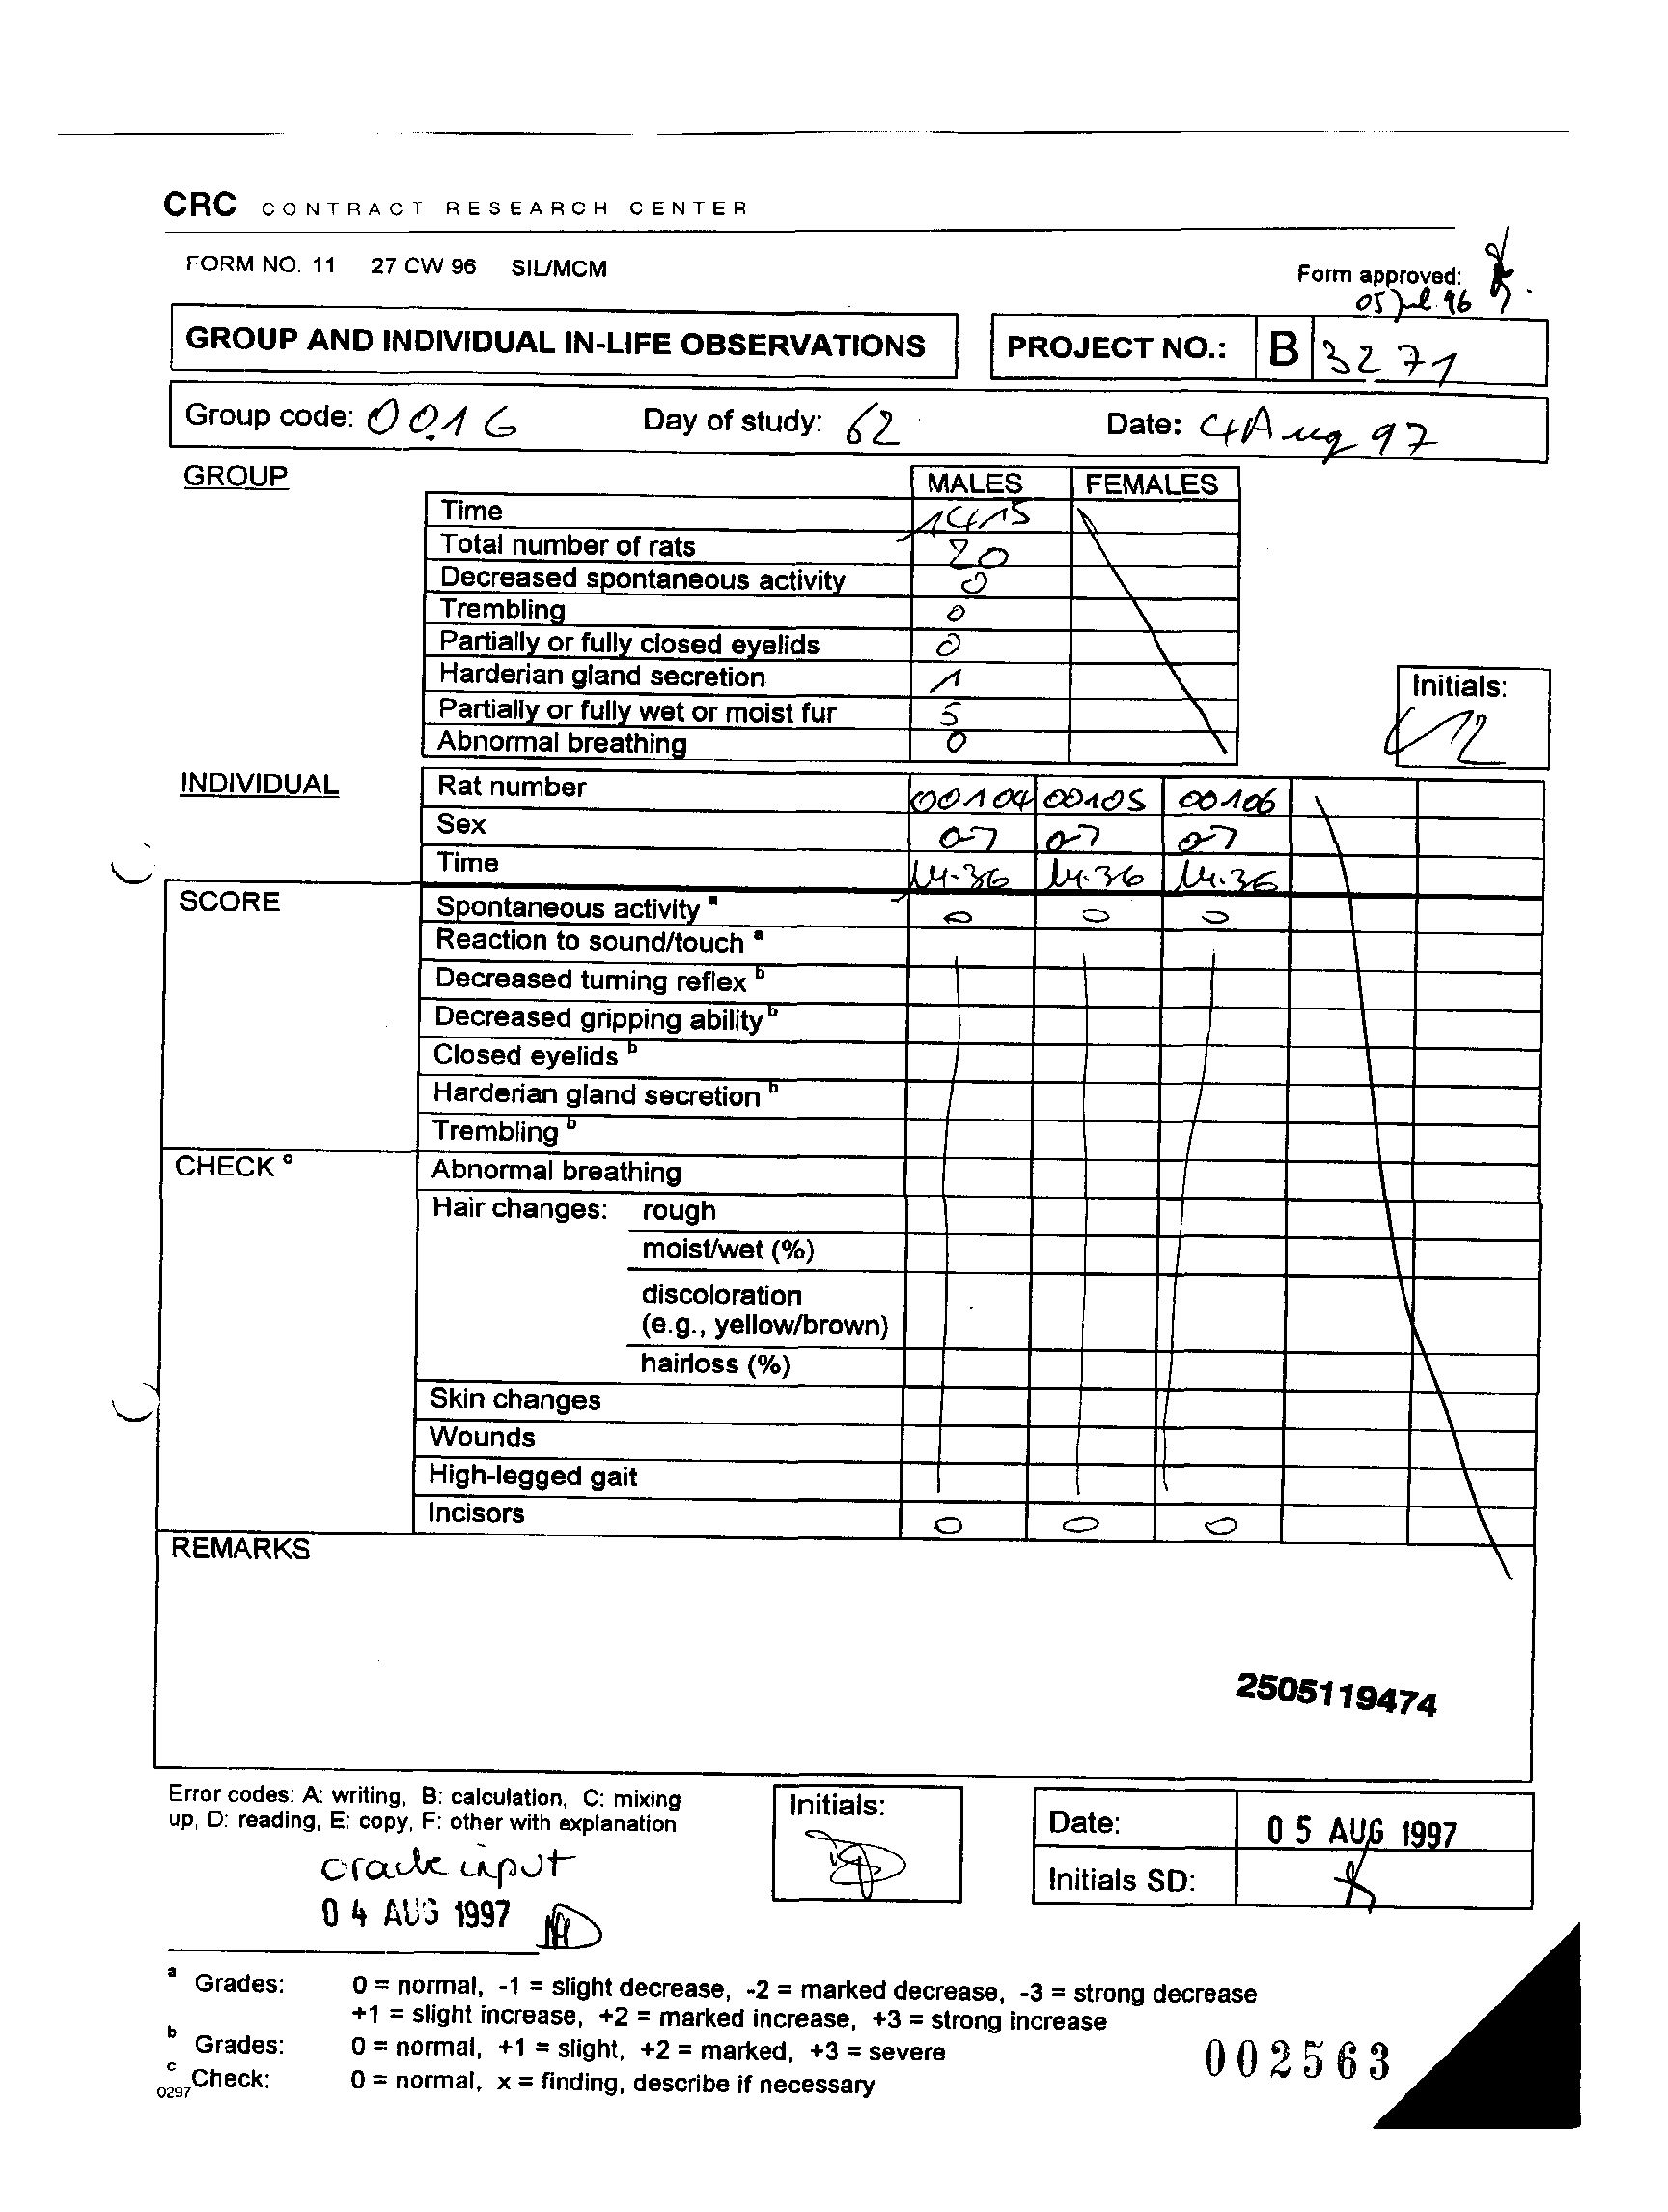 CRC CONTRACT RESEARCH CENTER
FORM NO. 11 27 CW 96 SIL/MCM
Form approved:
05 Jul 96
GROUP AND INDIVIDUAL IN-LIFE OBSERVATIONS
PROJECT NO.: B 3271
Group code: 0016 Day of study: 62 Date: 4 Aug 97
GROUP
MALES FEMALES
Time 1415
Total number of rats 20
Decreased spontaneous activity 0
Trembling 0
Partially or fully closed eyelids 0
Harderian gland secretion 1
Partially or fully wet or moist fur 5
Abnormal breathing 0
Initials:
INDIVIDUAL
Rat number 00104 00105 00106
Sex
Time 14.36 14.36 14.36
SCORE
Spontaneous activity a 0 0 0
Reaction to sound/touch a
Decreased turning reflex b
Decreased gripping ability b
Closed eyelids b
Harderian gland secretion b
Trembling b
CHECK c
Abnormal breathing
Hair changes: rough
moist/wet (%)
discoloration
(e.g., yellow/brown)
hairloss (%)
Skin changes
Wounds
High-legged gait
Incisors 0 0 0
REMARKS
2505119474
Error codes: A: writing, B: calculation, C: mixing
up, D: reading, E: copy, F: other with explanation
Initials:
Date: 05 AUG 1997
Initials SD:
input
04 AUG 1997
a Grades: 0 = normal, -1 = slight decrease, -2 = marked decrease, -3 = strong decrease
+1 = slight increase, +2 = marked increase, +3 = strong increase
b Grades: 0 = normal, +1 = slight, +2 = marked, +3 = severe
c Check: 0 = normal, x = finding, describe if necessary
0297
002563